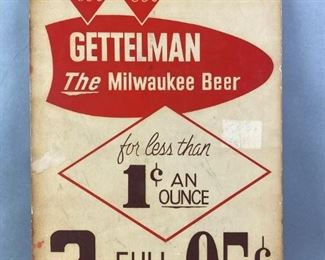 GETTELMAN
The Milwaukee Beer
for less than
1¢ AN
OUNCE
FULL